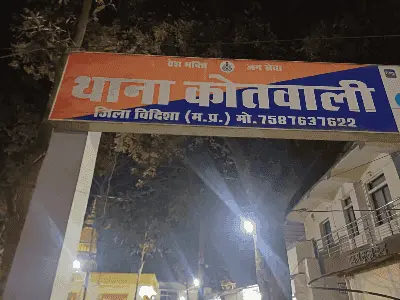 देश भक्ति जन सेवा
थाना कोतवाली
जिला विदिशा (म.प्र.) मो.7587637622